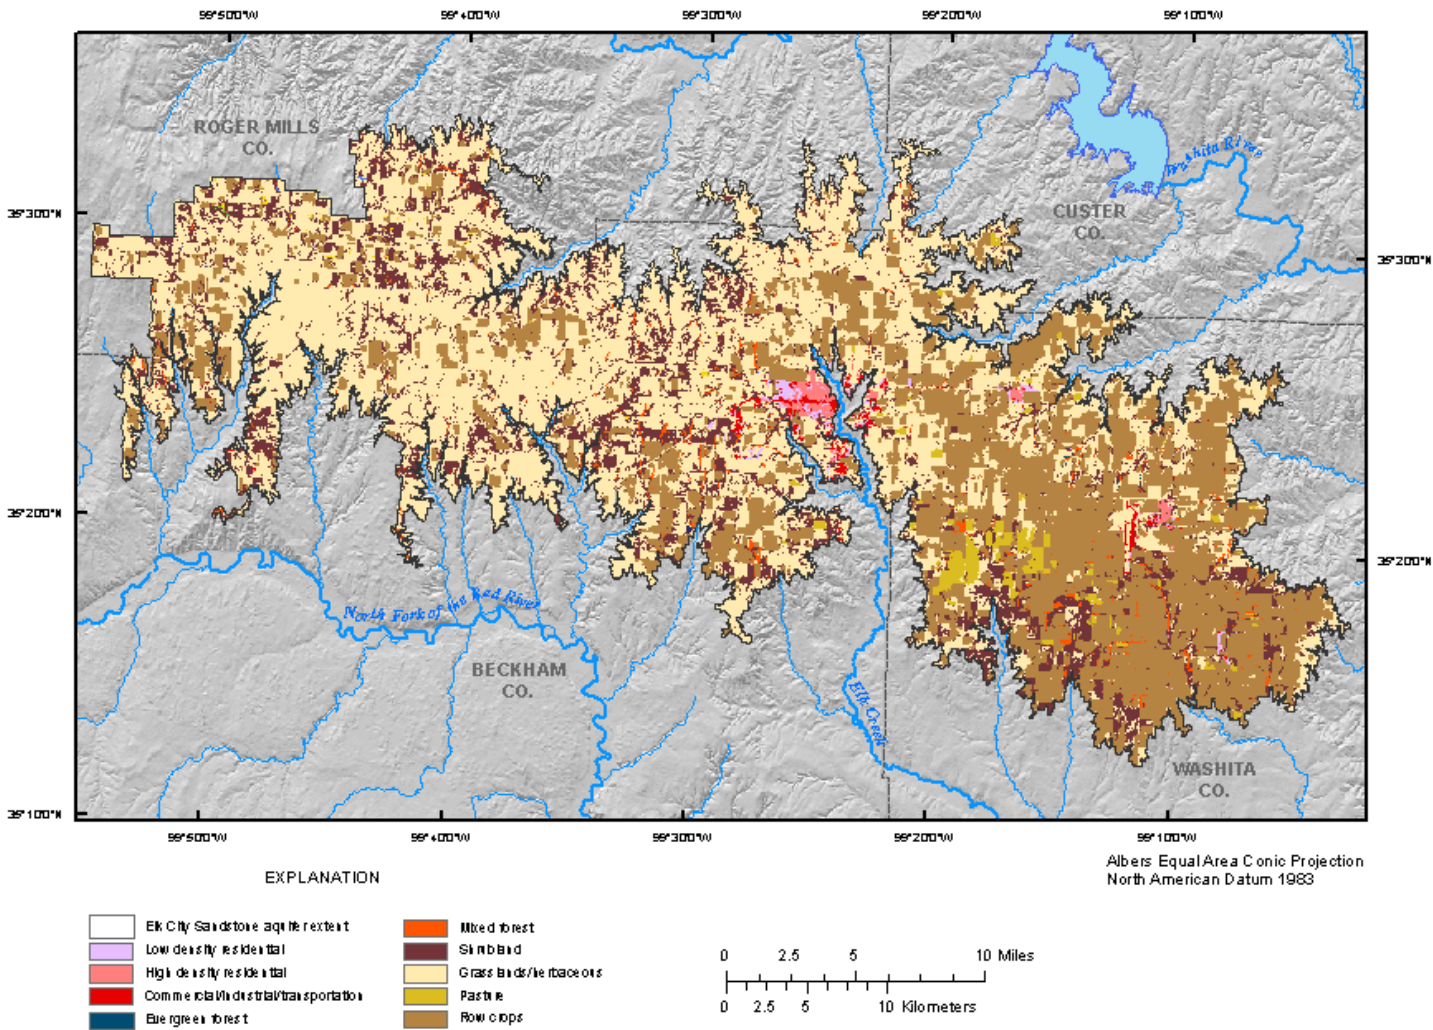 99°50'0"W 99°40'0"W 99°30'0"W 99°20'0"W 99°10'0"W
ROGER MILLS
CO.
Washita River
35°30'0"N
CUSTER
CO.
35°30'0"N
35°20'0"N
35°20'0"N
North Fork of the Red River
BECKHAM
CO.
Elk Creek
WASHITA
CO.
35°10'0"N
99°50'0"W 99°40'0"W 99°30'0"W 99°20'0"W 99°10'0"W
Albers Equal Area Conic Projection
North American Datum 1983
EXPLANATION
Elk City Sandstone aquifer extent
Low density residential
High density residential
Commercial/industrial/transportation
Evergreen forest
Mixed forest
Shrubland
Grasslands/herbaceous
Pasture
Row crops
0 2.5 5 10 Miles
0 2.5 5 10 Kilometers